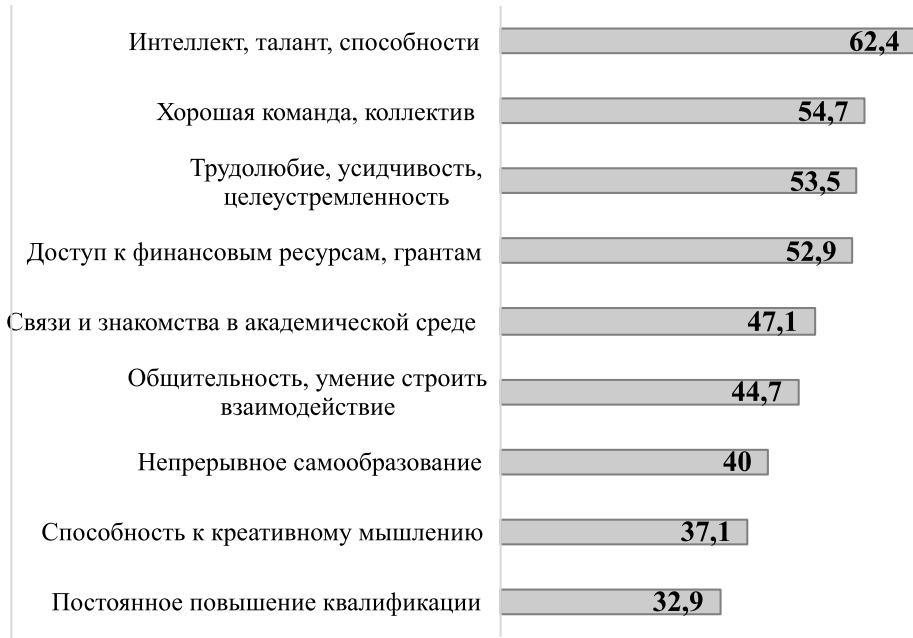 Интеллект, талант, способности 62,4
Хорошая команда, коллектив 54,7
Трудолюбие, усидчивость,
целеустремленность 53,5
Доступ к финансовым ресурсам, грантам 52,9
Связи и знакомства в академической среде 47,1
Общительность, умение строить
взаимодействие 44,7
Непрерывное самообразование 40
Способность к креативному мышлению 37,1
Постоянное повышение квалификации 32,9